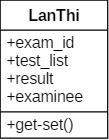 LanThi
+exam_id
+test_list
+result
+examinee
+get-set()